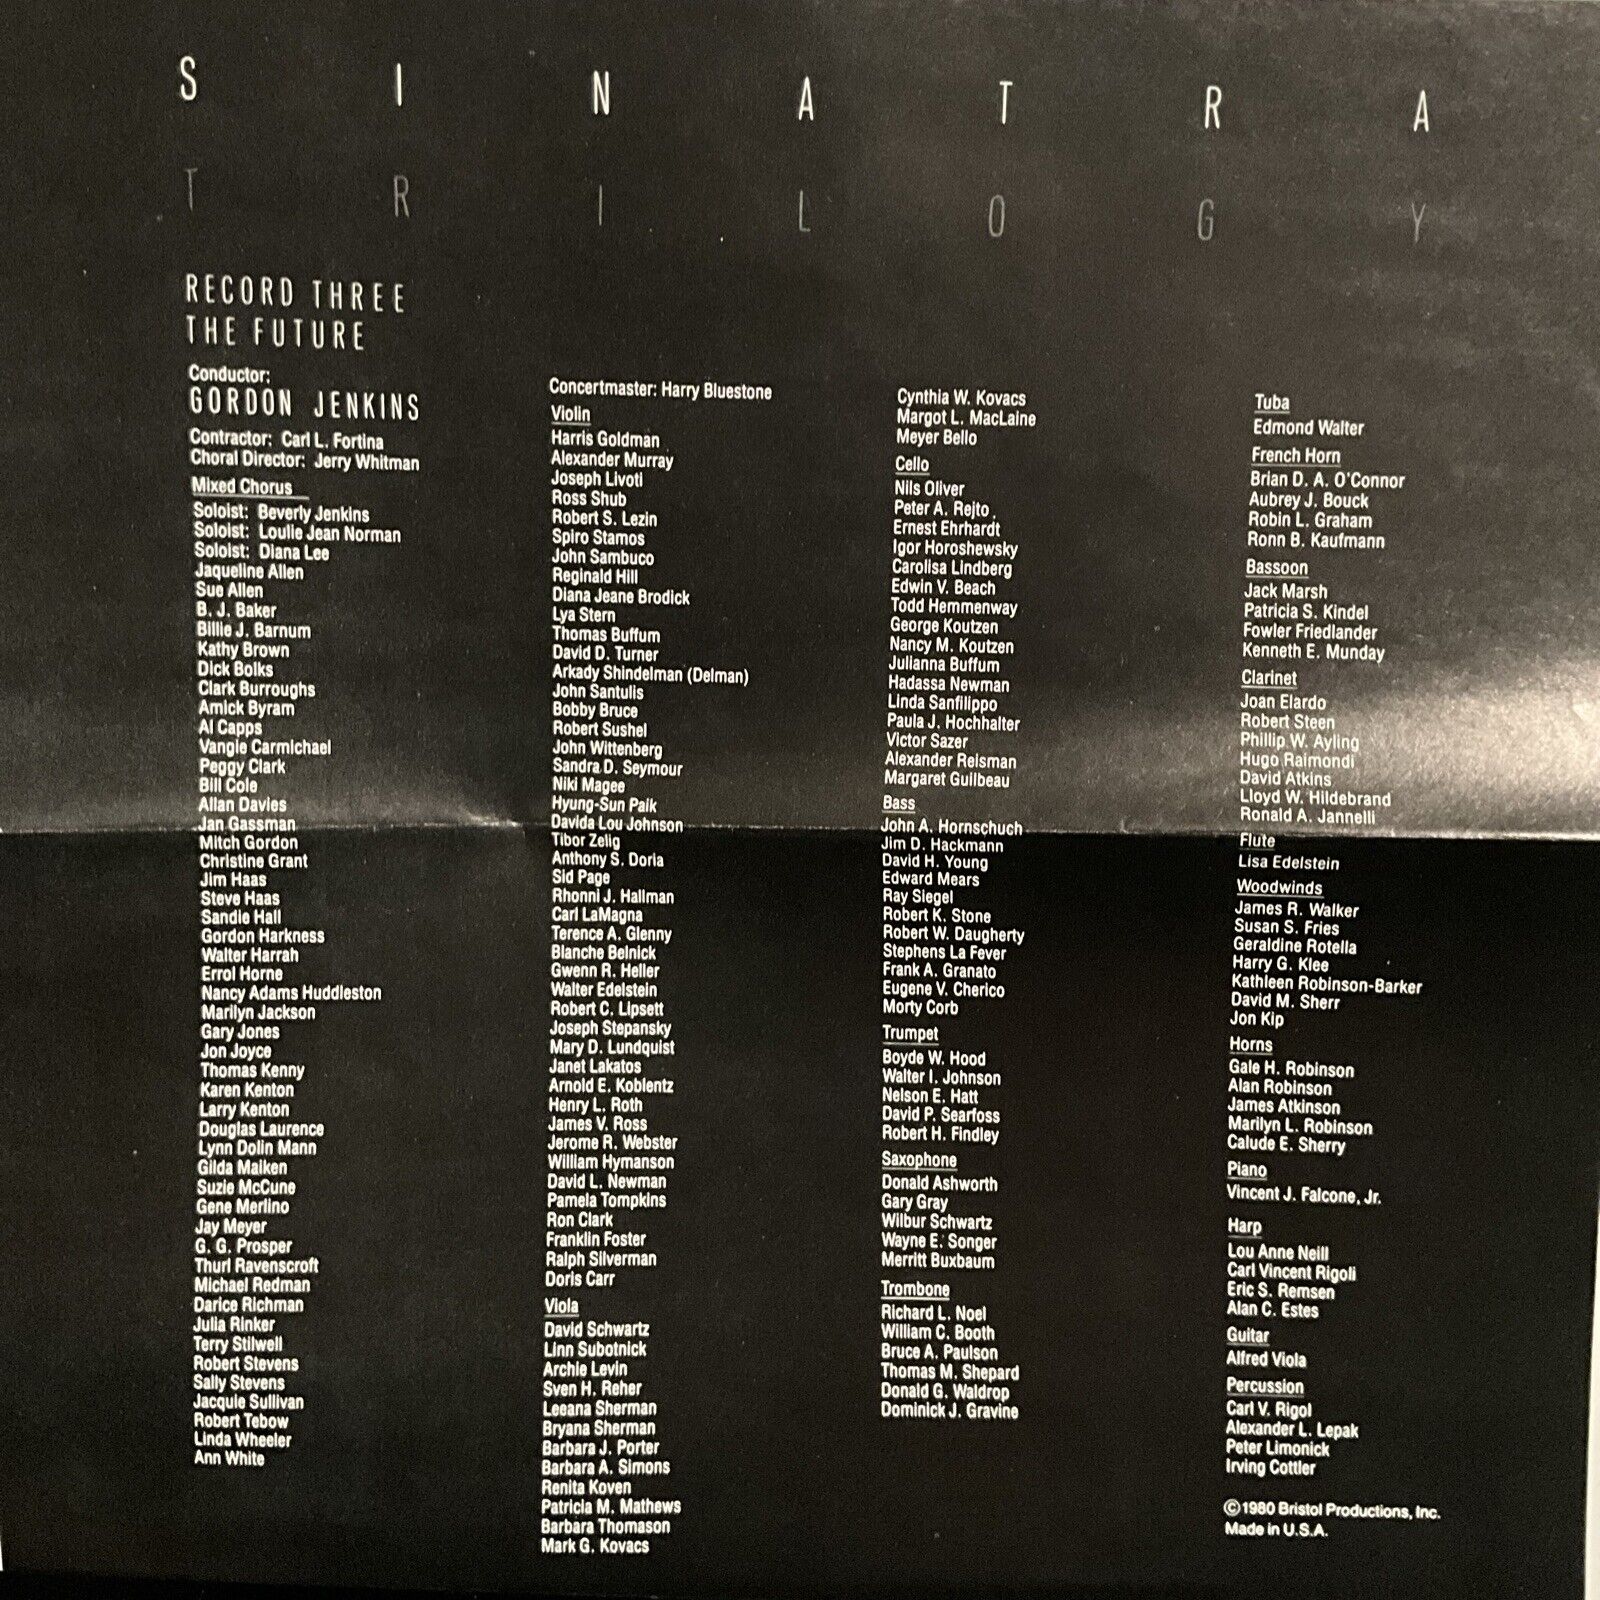 SINATRA
TRILOGY
RECORD THREE
THE FUTURE
Conductor:
GORDON JENKINS
Contractor: Carl L. Fortina
Choral Director: Jerry Whitman
Mixed Chorus
Soloist: Beverly Jenkins
Soloist: Loulie Jean Norman
Soloist: Diana Lee
Jaqueline Allen
Sue Allen
B. J. Baker
Billie J. Barnum
Kathy Brown
Dick Bolks
Clark Burroughs
Amick Byram
Al Capps
Vangie Carmichael
Peggy Clark
Bill Cole
Allan Davies
Jan Gassman
Mitch Gordon
Christine Grant
Jim Haas
Steve Haas
Sandie Hall
Gordon Harkness
Walter Harrah
Errol Horne
Nancy Adams Huddleston
Marilyn Jackson
Gary Jones
Jon Joyce
Thomas Kenny
Karen Kenton
Larry Kenton
Douglas Laurence
Lynn Dolin Mann
Gilda Maiken
Suzie McCune
Gene Merlino
Jay Meyer
G. G. Prosper
Thurl Ravenscroft
Michael Redman
Darice Richman
Julia Rinker
Terry Stilwell
Robert Stevens
Sally Stevens
Jacquie Sullivan
Robert Tebow
Linda Wheeler
Ann White
Concertmaster: Harry Bluestone
Violin
Harris Goldman
Alexander Murray
Joseph Livoti
Ross Shub
Robert S. Lezin
Spiro Stamos
John Sambuco
Reginald Hill
Diana Jeane Brodick
Lya Stern
Thomas Buffum
David D. Turner
Arkady Shindelman (Delman)
John Santulis
Bobby Bruce
Robert Sushel
John Wittenberg
Sandra D. Seymour
Niki Magee
Hyung-Sun Paik
Davida Lou Johnson
Tibor Zelig
Anthony S. Doria
Sid Page
Rhonni J. Hallman
Carl LaMagna
Terence A. Glenny
Blanche Belnick
Gwenn R. Heller
Walter Edelstein
Robert C. Lipsett
Joseph Stepansky
Mary D. Lundquist
Janet Lakatos
Arnold E. Koblentz
Henry L. Roth
James V. Ross
Jerome R. Webster
William Hymanson
David L. Newman
Pamela Tompkins
Ron Clark
Franklin Foster
Ralph Silverman
Doris Carr
Viola
David Schwartz
Linn Subotnick
Archie Levin
Sven H. Reher
Leeana Sherman
Bryana Sherman
Barbara J. Porter
Barbara A. Simons
Renita Koven
Patricia M. Mathews
Barbara Thomason
Mark G. Kovacs
Cynthia W. Kovacs
Margot L. MacLaine
Meyer Bello
Cello
Nils Oliver
Peter A. Rejto
Ernest Ehrhardt
Igor Horoshewsky
Carolisa Lindberg
Edwin V. Beach
Todd Hemmenway
George Koutzen
Nancy M. Koutzen
Julianna Buffum
Hadassa Newman
Linda Sanfilippo
Paula J. Hochhalter
Victor Sazer
Alexander Reisman
Margaret Guilbeau
Bass
John A. Hornschuch
Jim D. Hackmann
David H. Young
Edward Mears
Ray Siegel
Robert K. Stone
Robert W. Daugherty
Stephens La Fever
Frank A. Granato
Eugene V. Cherico
Morty Corb
Trumpet
Boyde W. Hood
Walter I. Johnson
Nelson E. Hatt
David P. Searfoss
Robert H. Findley
Saxophone
Donald Ashworth
Gary Gray
Wilbur Schwartz
Wayne E. Songer
Merritt Buxbaum
Trombone
Richard L. Noel
William C. Booth
Bruce A. Paulson
Thomas M. Shepard
Donald G. Waldrop
Dominick J. Gravine
Tuba
Edmond Walter
French Horn
Brian D. A. O'Connor
Aubrey J. Bouck
Robin L. Graham
Ronn B. Kaufmann
Bassoon
Jack Marsh
Patricia S. Kindel
Fowler Friedlander
Kenneth E. Munday
Clarinet
Joan Elardo
Robert Steen
Phillip W. Ayling
Hugo Raimondi
David Atkins
Lloyd W. Hildebrand
Ronald A. Jannelli
Flute
Lisa Edelstein
Woodwinds
James R. Walker
Susan S. Fries
Geraldine Rotella
Harry G. Klee
Kathleen Robinson-Barker
David M. Sherr
Jon Kip
Horns
Gale H. Robinson
Alan Robinson
James Atkinson
Marilyn L. Robinson
Calude E. Sherry
Piano
Vincent J. Falcone, Jr.
Harp
Lou Anne Neill
Carl Vincent Rigoli
Eric S. Remsen
Alan C. Estes
Guitar
Alfred Viola
Percussion
Carl V. Rigol
Alexander L. Lepak
Peter Limonick
Irving Cottler
©1980 Bristol Productions, Inc.
Made in U.S.A.